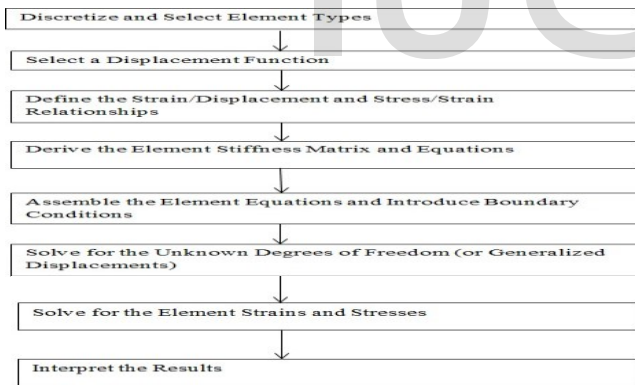 Discretize and Select Element Types
Select a Displacement Function
Define the Strain/Displacement and Stress/Strain
Relationships
Derive the Element Stiffness Matrix and Equations
Assemble the Element Equations and Introduce Boundary
Conditions
Solve for the Unknown Degrees of Freedom (or Generalized
Displacements)
Solve for the Element Strains and Stresses
Interpret the Results